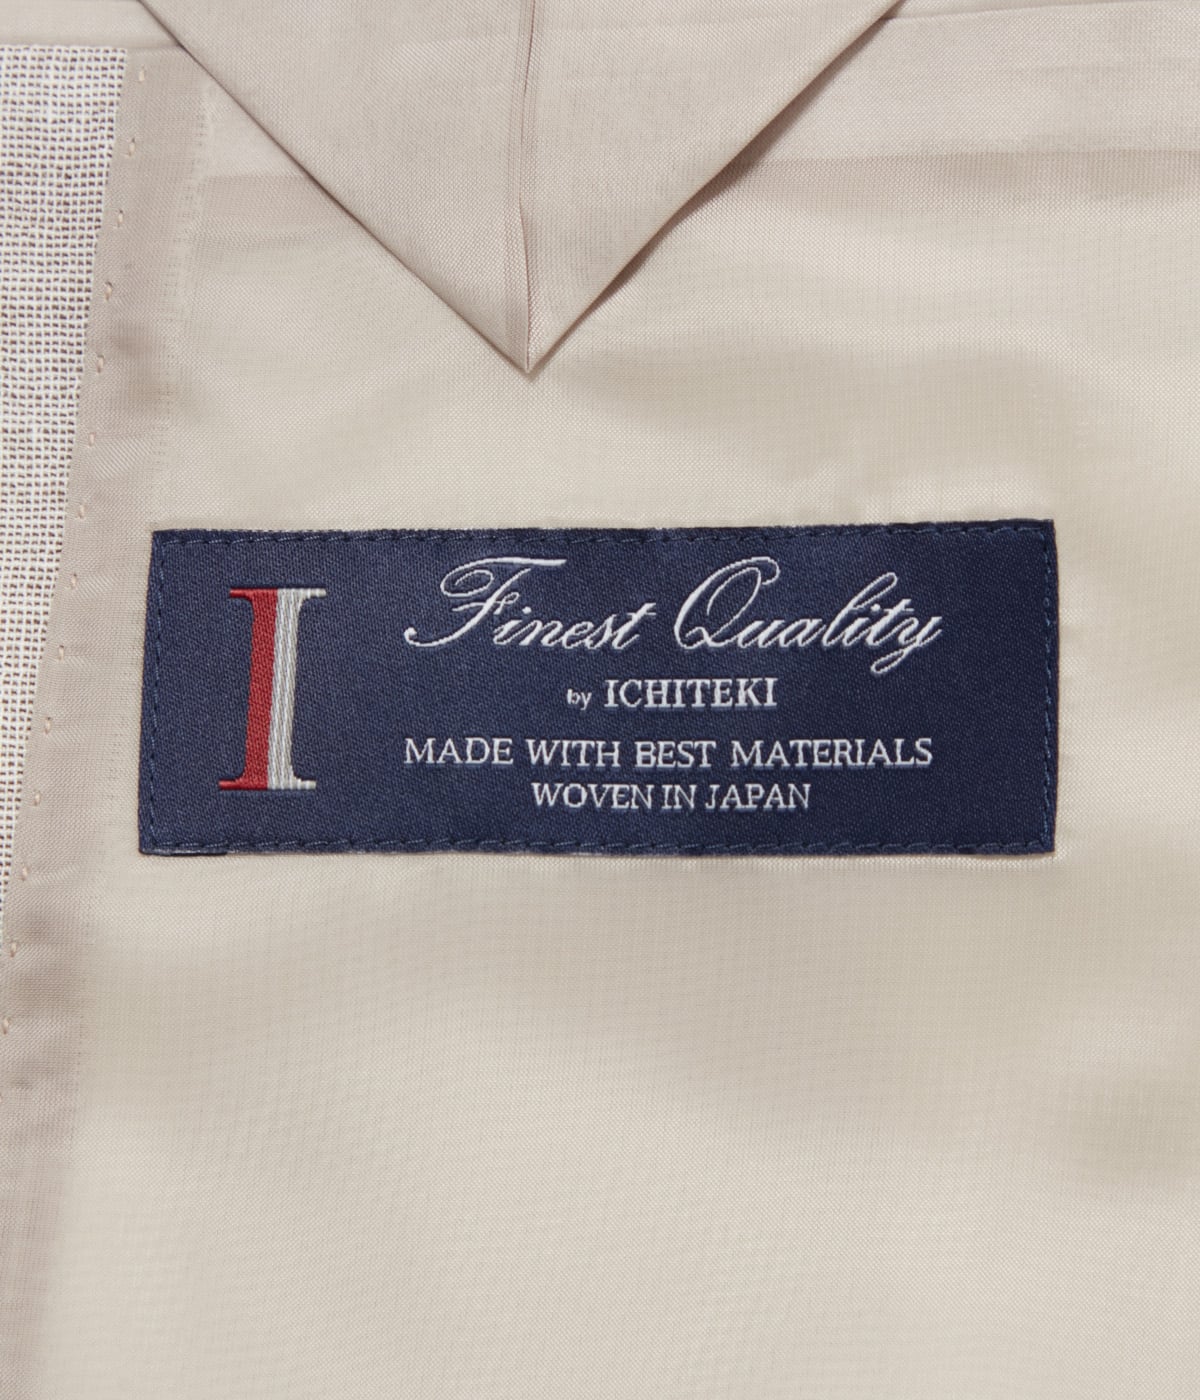 I
Finest Quality
by ICHITEKI
MADE WITH BEST MATERIALS
WOVEN IN JAPAN